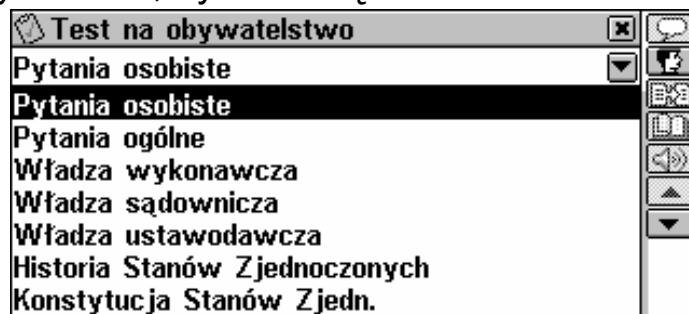 Test na obywatelstwo
Pytania osobiste
Pytania osobiste
Pytania ogólne
Władza wykonawcza
Władza sądownicza
Władza ustawodawcza
Historia Stanów Zjednoczonych
Konstytucja Stanów Zjedn.